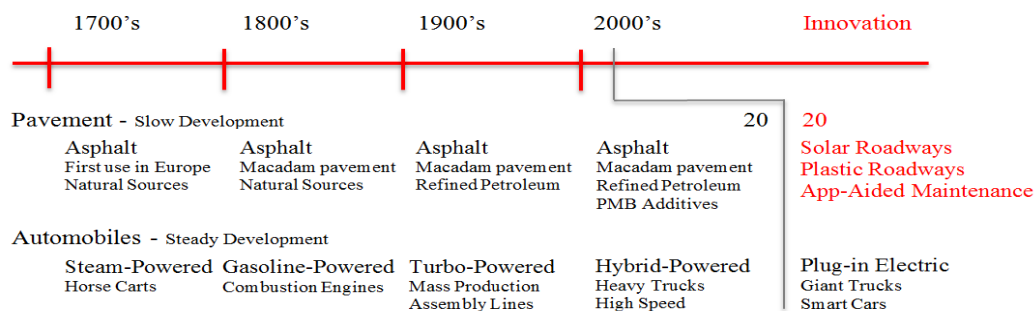 1700's 1800's 1900's 2000's Innovation
Pavement - Slow Development 20 20
Asphalt Asphalt Asphalt Asphalt Solar Roadways
First use in Europe Macadam pavement Macadam pavement Macadam pavement Plastic Roadways
Natural Sources Natural Sources Refined Petroleum Refined Petroleum App-Aided Maintenance
PMB Additives
Automobiles - Steady Development
Steam-Powered Gasoline-Powered Turbo-Powered Hybrid-Powered Plug-in Electric
Horse Carts Combustion Engines Mass Production Heavy Trucks Giant Trucks
Assembly Lines High Speed Smart Cars